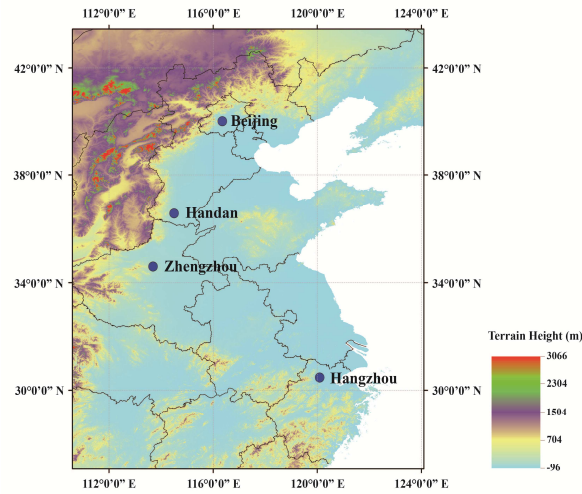 112°0'0'' E 116°0'0'' E 120°0'0'' E 124°0'0'' E
42°0'0'' N 42°0'0'' N
Beijing
38°0'0'' N 38°0'0'' N
Handan
Zhengzhou
34°0'0'' N 34°0'0'' N
Terrain Height (m)
3066
Hangzhou
2304
30°0'0'' N 30°0'0'' N
1504
704
-96
112°0'0'' E 116°0'0'' E 120°0'0'' E 124°0'0'' E